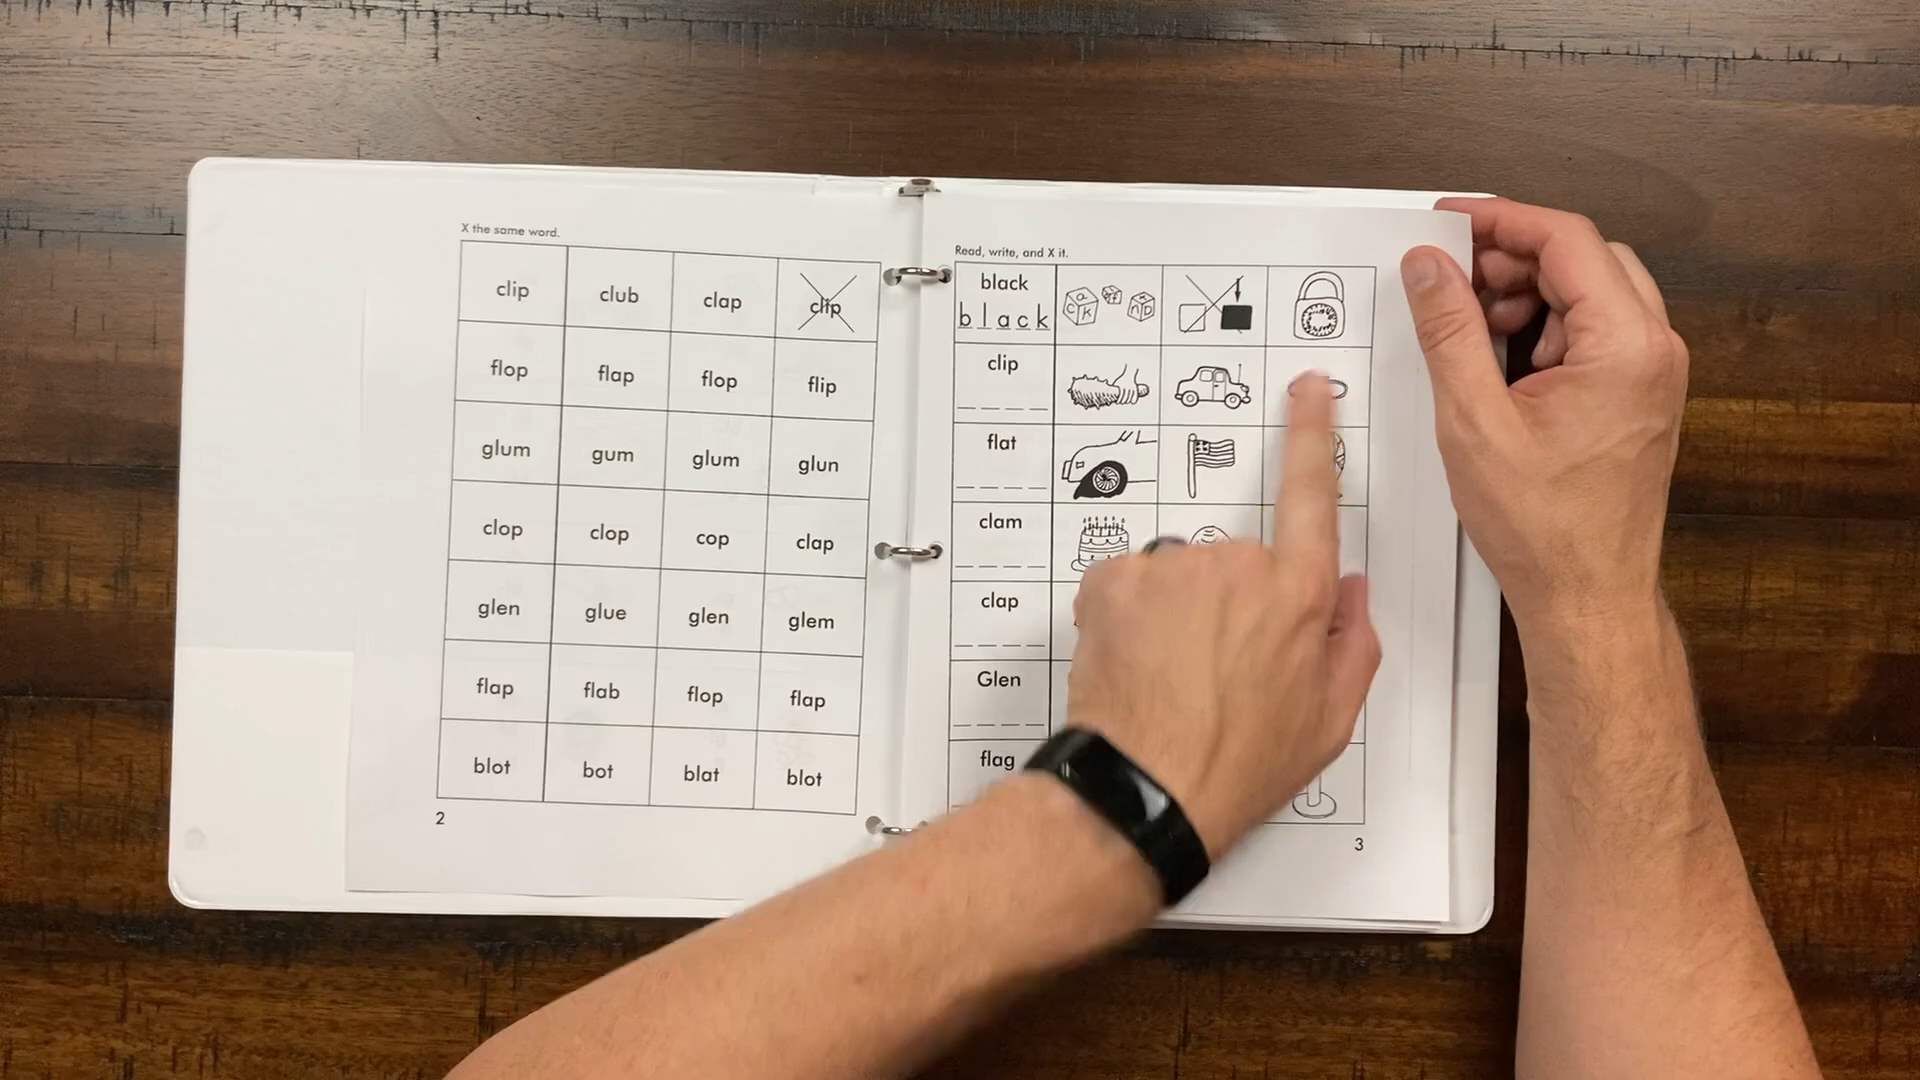 X the same word.
clip club clap clip
flop flap flop flip
glum gum glum glun
clop clop cop clap
glen glue glen glem
flap flab flop flap
blot bot blat blot
2
Read, write, and X it.
black
black
clip
flat
clam
clap
Glen
flag
3